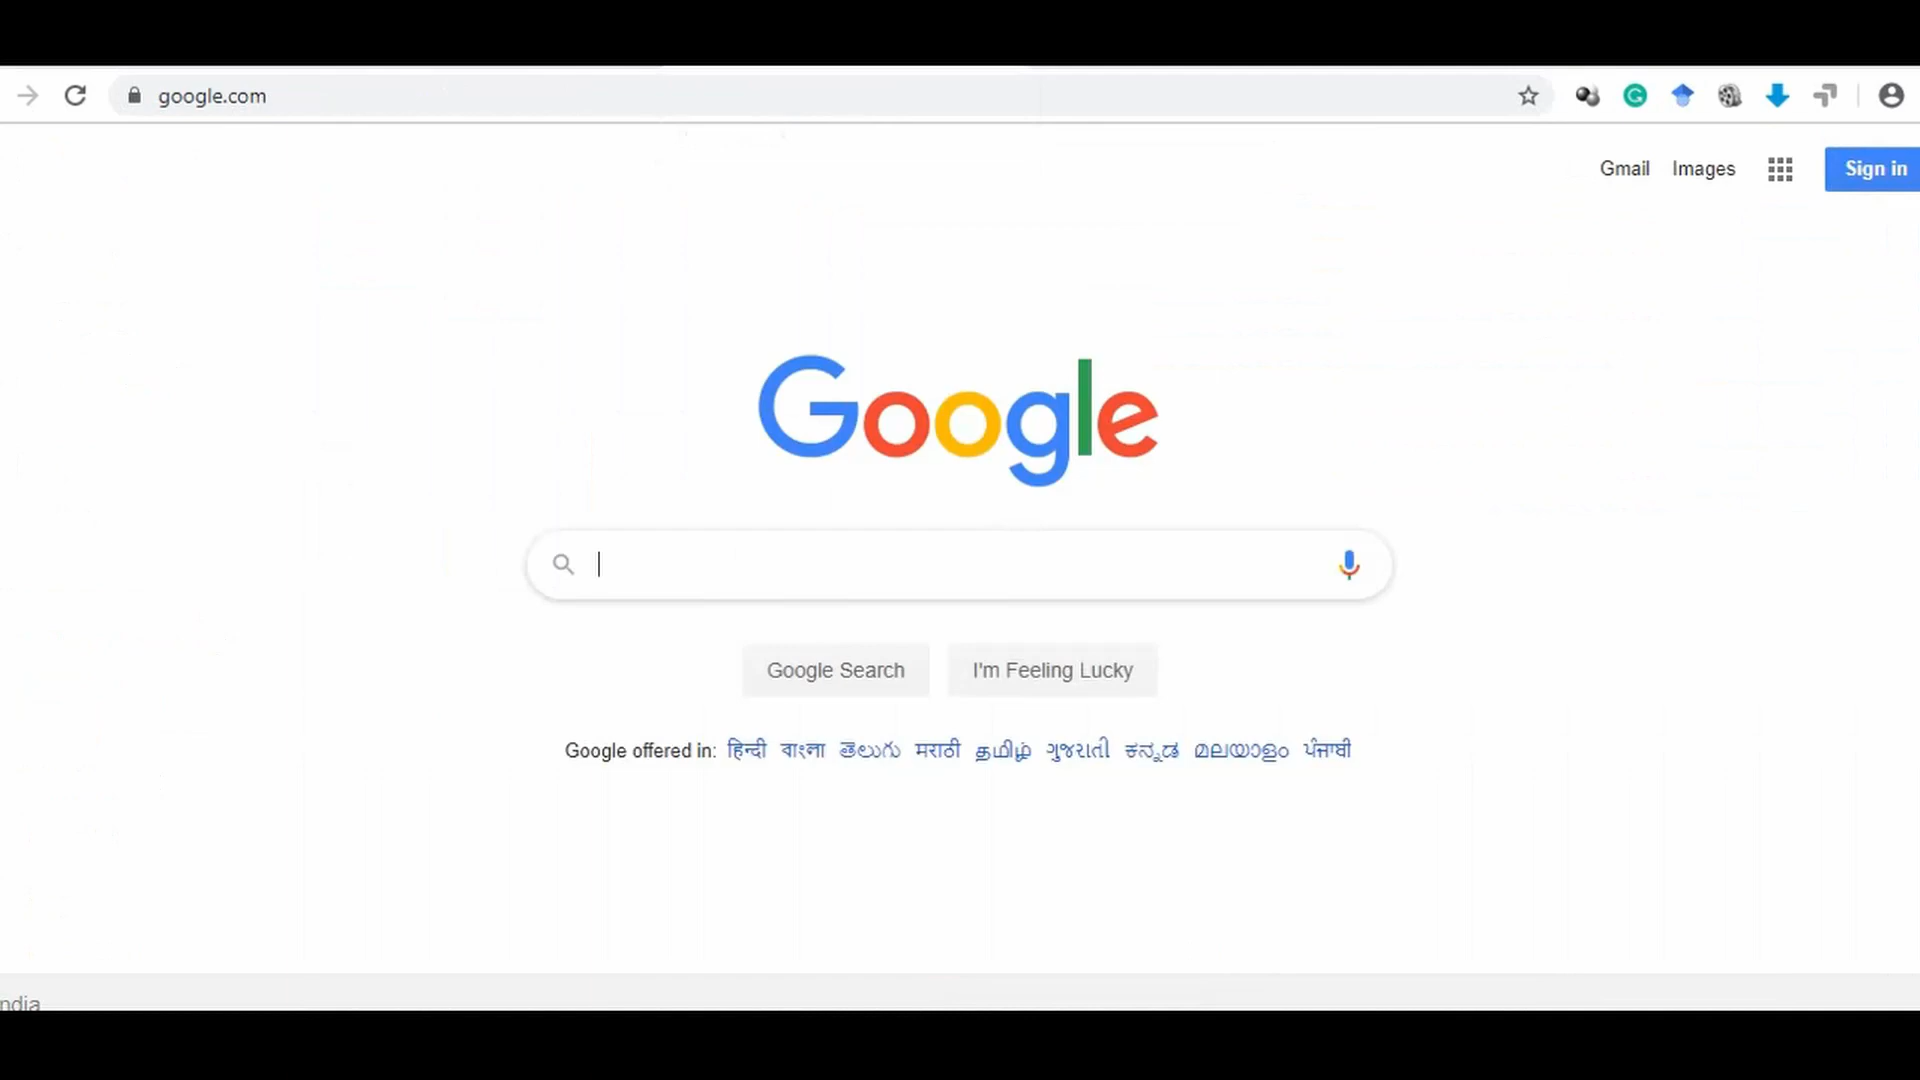 google.com
Gmail Images Sign in
Google
Google Search I'm Feeling Lucky
Google offered in: हिन्दी বাংলা తెలుగు मराठी தமிழ் ગુજરાતી ಕನ್ನಡ മലയാളം ਪੰਜਾਬੀ
ndia